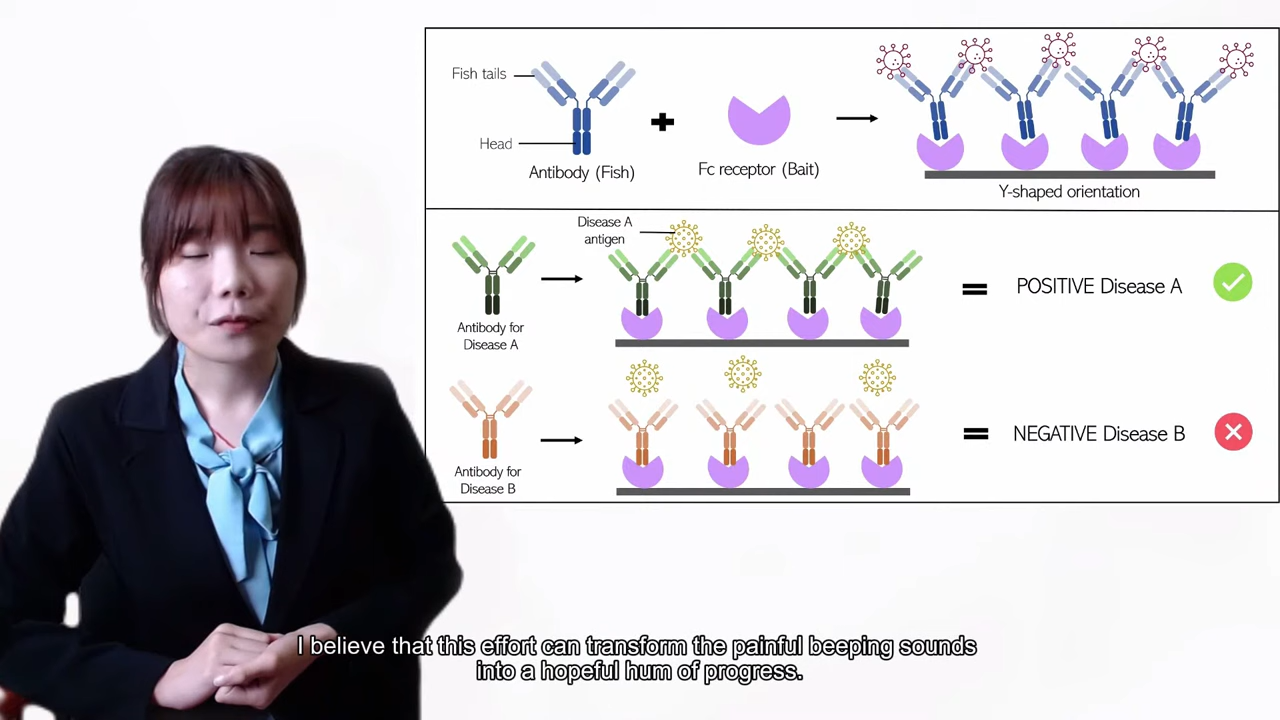 Fish tails
Head
Antibody (Fish)
Fc receptor (Bait)
Y-shaped orientation
Disease A
antigen
Antibody for
Disease A
POSITIVE Disease A
Antibody for
Disease B
NEGATIVE Disease B
I believe that this effort can transform the painful beeping sounds
into a hopeful hum of progress.